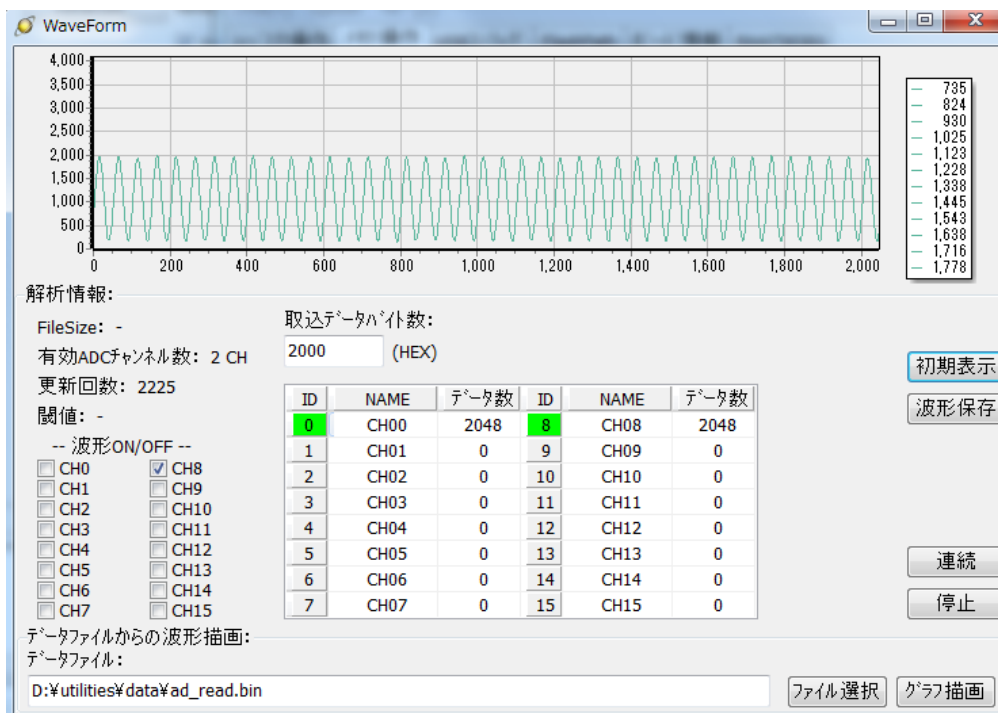 WaveForm
4,000
3,500
3,000
2,500
2,000
1,500
1,000
500
0
0 200 400 600 800 1,000 1,200 1,400 1,600 1,800 2,000
735
824
930
1,025
1,123
1,228
1,338
1,445
1,543
1,638
1,716
1,778
解析情報:
FileSize: -
有効ADCチャンネル数: 2 CH
更新回数: 2225
閾値: -
-- 波形ON/OFF --
CH0 CH8
CH1 CH9
CH2 CH10
CH3 CH11
CH4 CH12
CH5 CH13
CH6 CH14
CH7 CH15
取込データバイト数:
2000 (HEX)
ID NAME データ数 ID NAME データ数
0 CH00 2048 8 CH08 2048
1 CH01 0 9 CH09 0
2 CH02 0 10 CH10 0
3 CH03 0 11 CH11 0
4 CH04 0 12 CH12 0
5 CH05 0 13 CH13 0
6 CH06 0 14 CH14 0
7 CH07 0 15 CH15 0
初期表示
波形保存
連続
停止
データファイルからの波形描画:
データファイル:
D:¥utilities¥data¥ad_read.bin
ファイル選択 グラフ描画